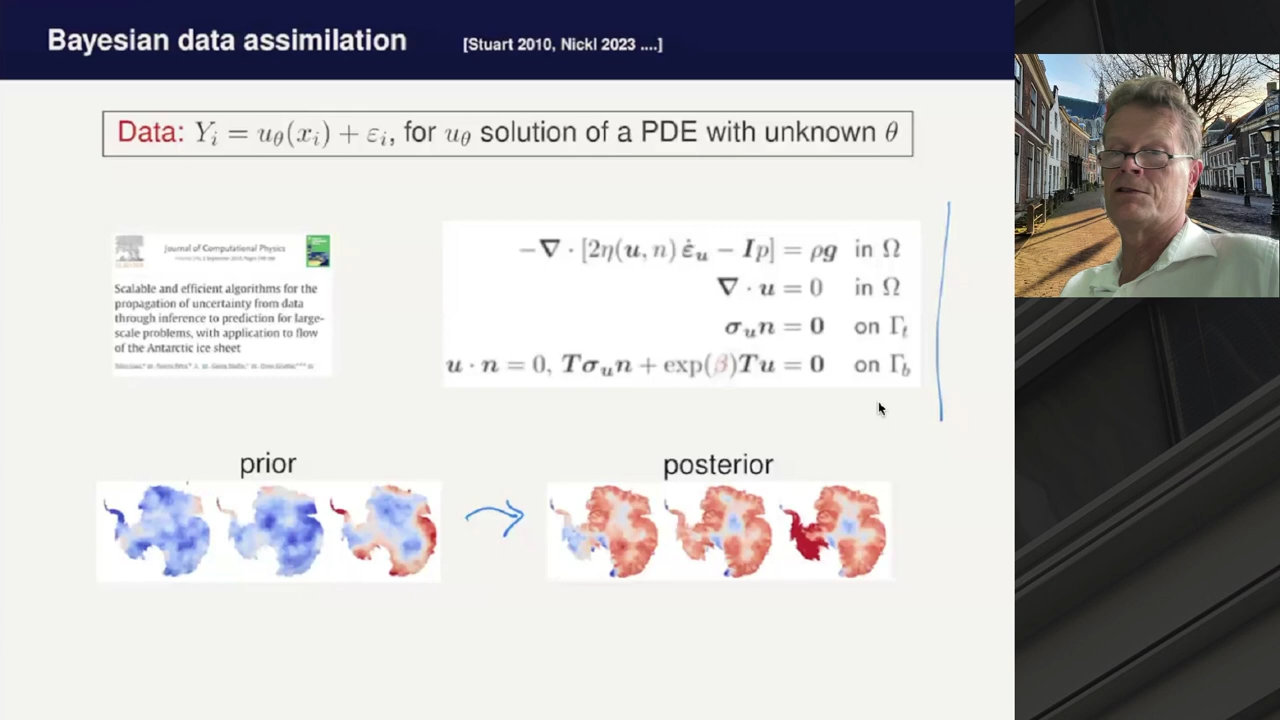 Bayesian data assimilation [Stuart 2010, Nickl 2023 ....]
Data: Y_i = u_θ(x_i) + ε_i, for u_θ solution of a PDE with unknown θ
Journal of Computational Physics
Scalable and efficient algorithms for the
propagation of uncertainty from data
through inference to prediction for large-
scale problems, with application to flow
of the Antarctic ice sheet
−∇ · [2η(u, n) ε̇_u − Ip] = ρg in Ω
∇ · u = 0 in Ω
σ_u n = 0 on Γ_t
u · n = 0, Tσ_u n + exp(β)Tu = 0 on Γ_b
prior
posterior